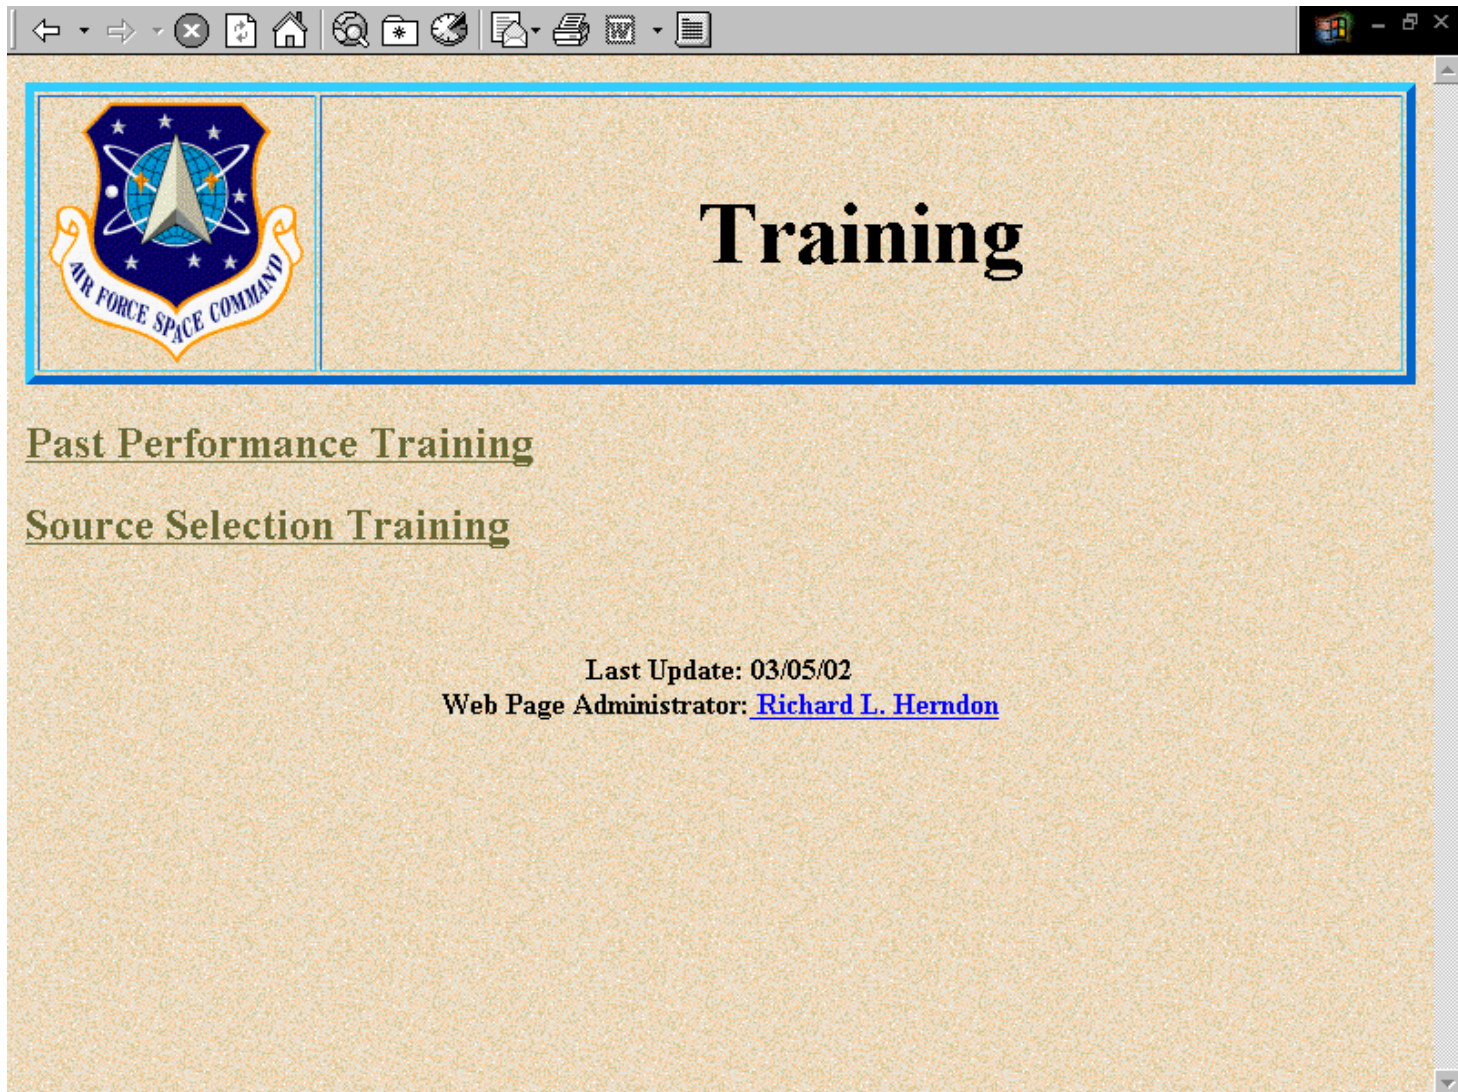 AIR FORCE SPACE COMMAND
Training
Past Performance Training
Source Selection Training
Last Update: 03/05/02
Web Page Administrator: Richard L. Herndon